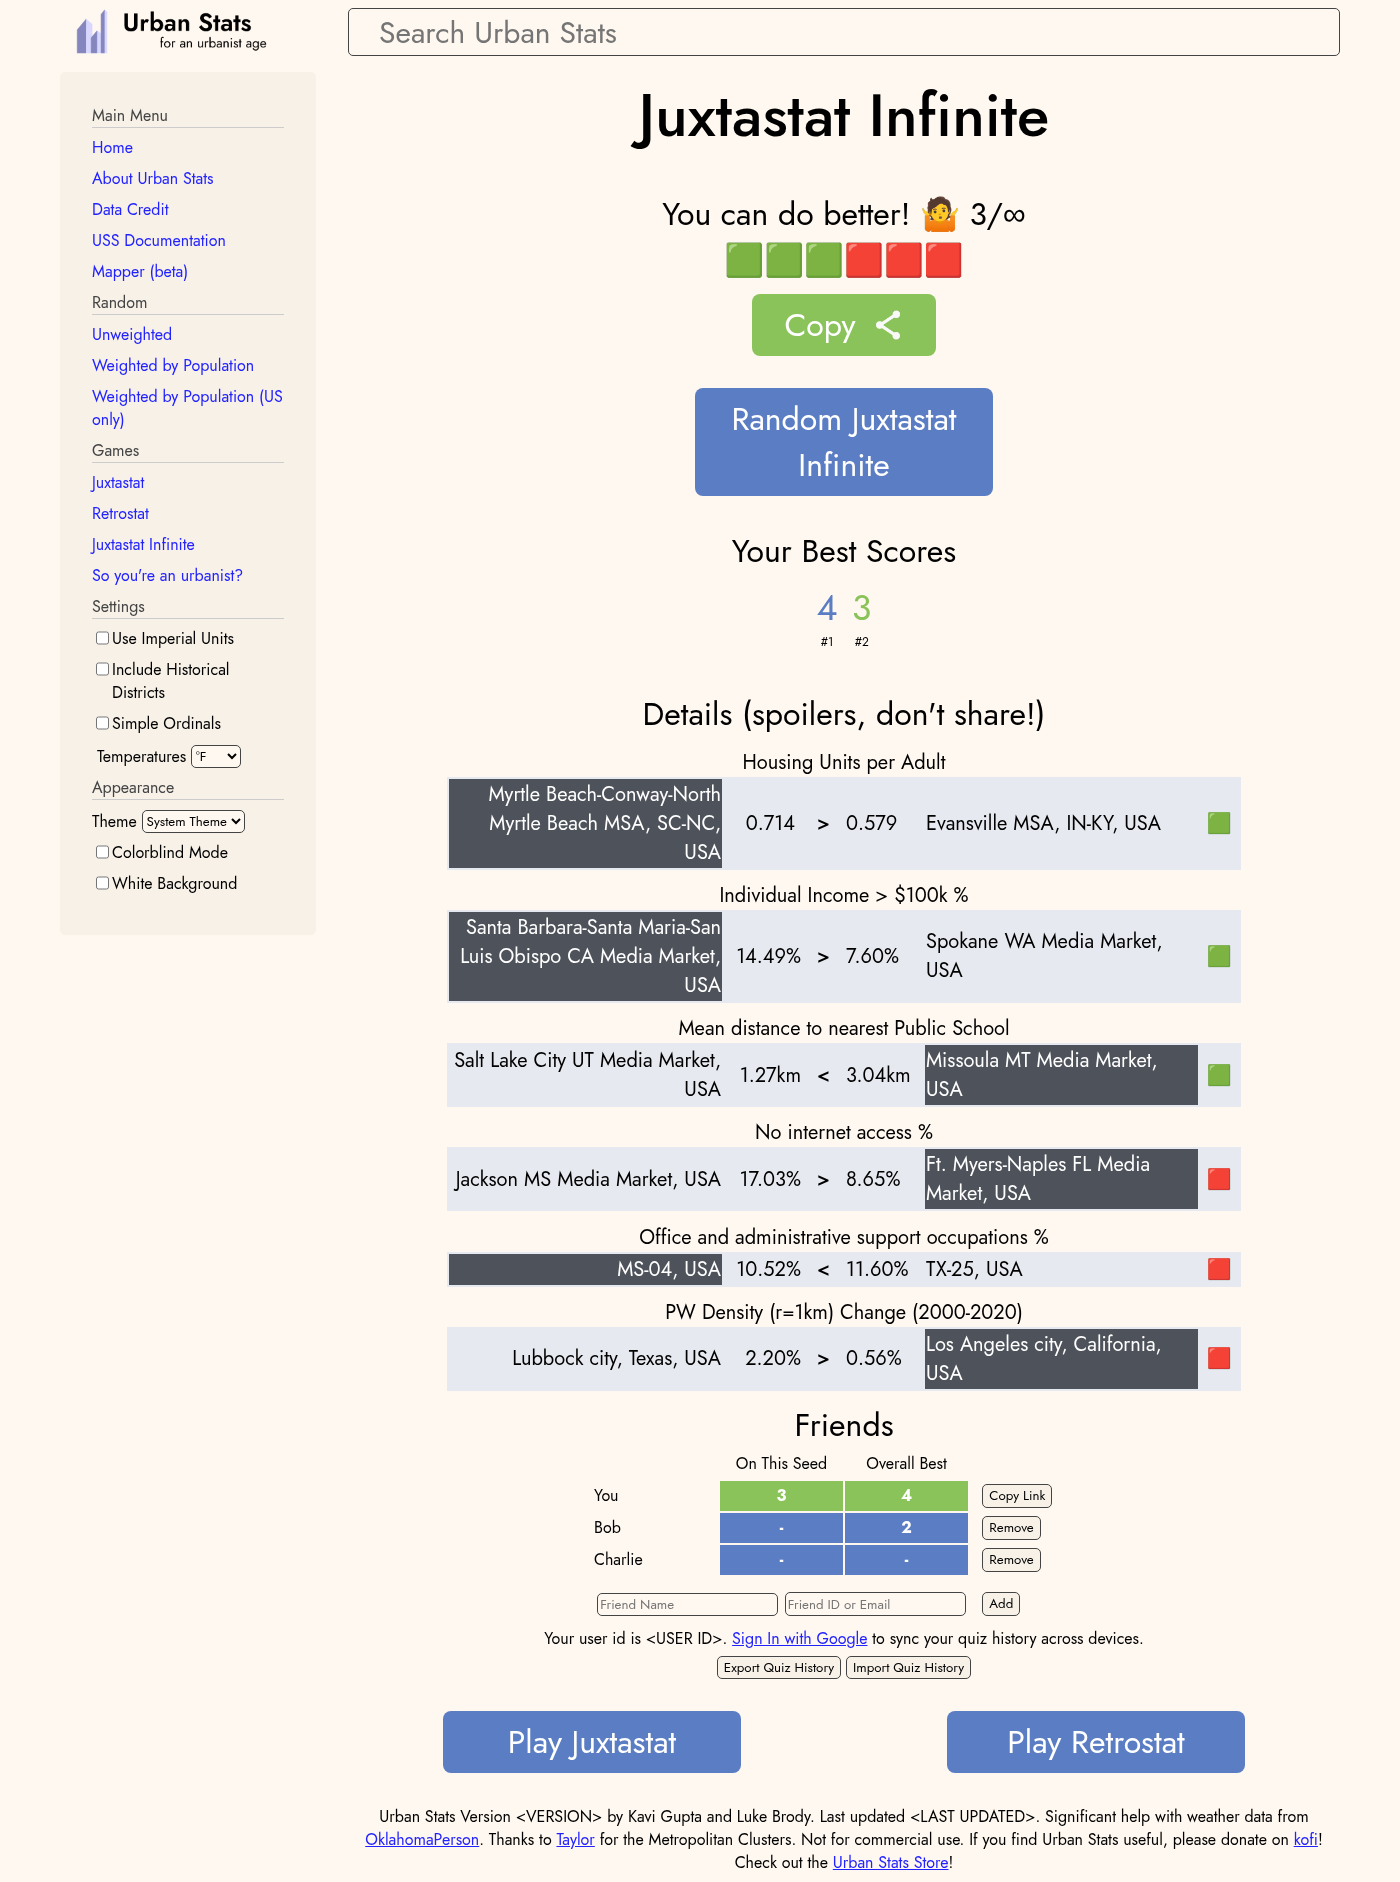 Urban Stats
for an urbanist age
Search Urban Stats
Main Menu
Home
About Urban Stats
Data Credit
USS Documentation
Mapper (beta)
Random
Unweighted
Weighted by Population
Weighted by Population (US
only)
Games
Juxtastat
Retrostat
Juxtastat Infinite
So you're an urbanist?
Settings
Use Imperial Units
Include Historical
Districts
Simple Ordinals
Temperatures °F
Appearance
Theme System Theme
Colorblind Mode
White Background
Juxtastat Infinite
You can do better! 🤷 3/∞
🟩🟩🟩🟥🟥🟥
Copy
Random Juxtastat
Infinite
Your Best Scores
4 3
#1 #2
Details (spoilers, don't share!)
Housing Units per Adult
Myrtle Beach-Conway-North
Myrtle Beach MSA, SC-NC,
USA
0.714 > 0.579
Evansville MSA, IN-KY, USA
🟩
Individual Income > $100k %
Santa Barbara-Santa Maria-San
Luis Obispo CA Media Market,
USA
14.49% > 7.60%
Spokane WA Media Market,
USA
🟩
Mean distance to nearest Public School
Salt Lake City UT Media Market,
USA
1.27km < 3.04km
Missoula MT Media Market,
USA
🟩
No internet access %
Jackson MS Media Market, USA
17.03% > 8.65%
Ft. Myers-Naples FL Media
Market, USA
🟥
Office and administrative support occupations %
MS-04, USA 10.52% < 11.60% TX-25, USA 🟥
PW Density (r=1km) Change (2000-2020)
Lubbock city, Texas, USA
2.20% > 0.56%
Los Angeles city, California,
USA
🟥
Friends
On This Seed Overall Best
You 3 4 Copy Link
Bob - 2 Remove
Charlie - - Remove
Friend Name Friend ID or Email Add
Your user id is <USER ID>. Sign In with Google to sync your quiz history across devices.
Export Quiz History Import Quiz History
Play Juxtastat Play Retrostat
Urban Stats Version <VERSION> by Kavi Gupta and Luke Brody. Last updated <LAST UPDATED>. Significant help with weather data from
OklahomaPerson. Thanks to Taylor for the Metropolitan Clusters. Not for commercial use. If you find Urban Stats useful, please donate on kofi!
Check out the Urban Stats Store!